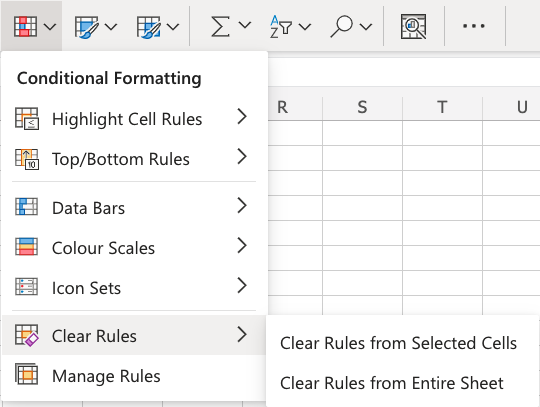 Conditional Formatting
R S T U
Highlight Cell Rules
Top/Bottom Rules
Data Bars
Colour Scales
Icon Sets
Clear Rules
Clear Rules from Selected Cells
Manage Rules
Clear Rules from Entire Sheet